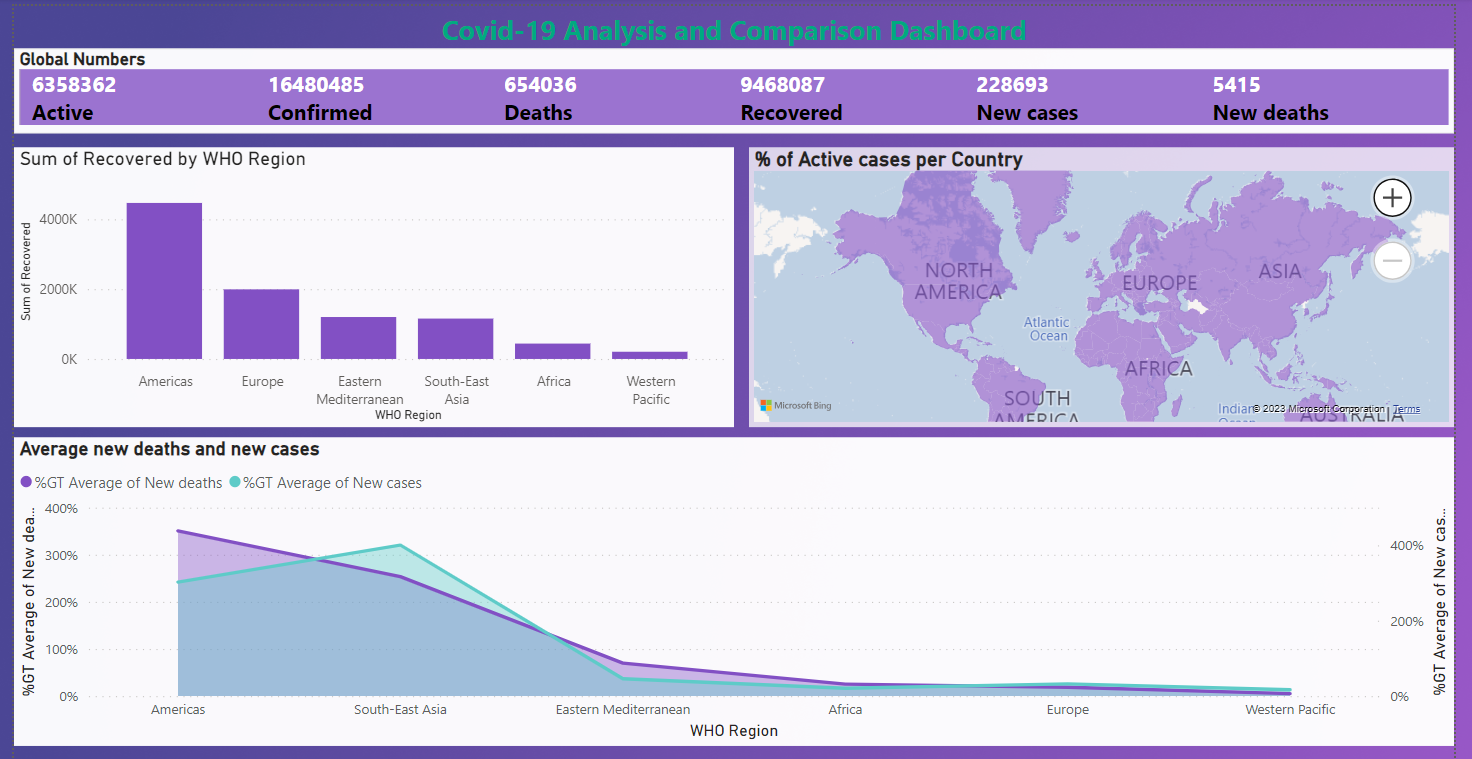 Covid-19 Analysis and Comparison Dashboard
Global Numbers
6358362 16480485 654036 9468087 228693 5415
Active Confirmed Deaths Recovered New cases New deaths
Sum of Recovered by WHO Region
Sum of Recovered
4000K
2000K
0K
Americas Europe Eastern Mediterranean South-East Asia Africa Western Pacific
WHO Region
% of Active cases per Country
NORTH AMERICA
EUROPE
ASIA
Atlantic Ocean
AFRICA
SOUTH AMERICA
Indian Ocean
AUSTRALIA
Microsoft Bing
© 2023 Microsoft Corporation
Terms
Average new deaths and new cases
%GT Average of New deaths %GT Average of New cases
%GT Average of New dea...
400%
300%
200%
100%
0%
400%
200%
0%
%GT Average of New cas...
Americas South-East Asia Eastern Mediterranean Africa Europe Western Pacific
WHO Region